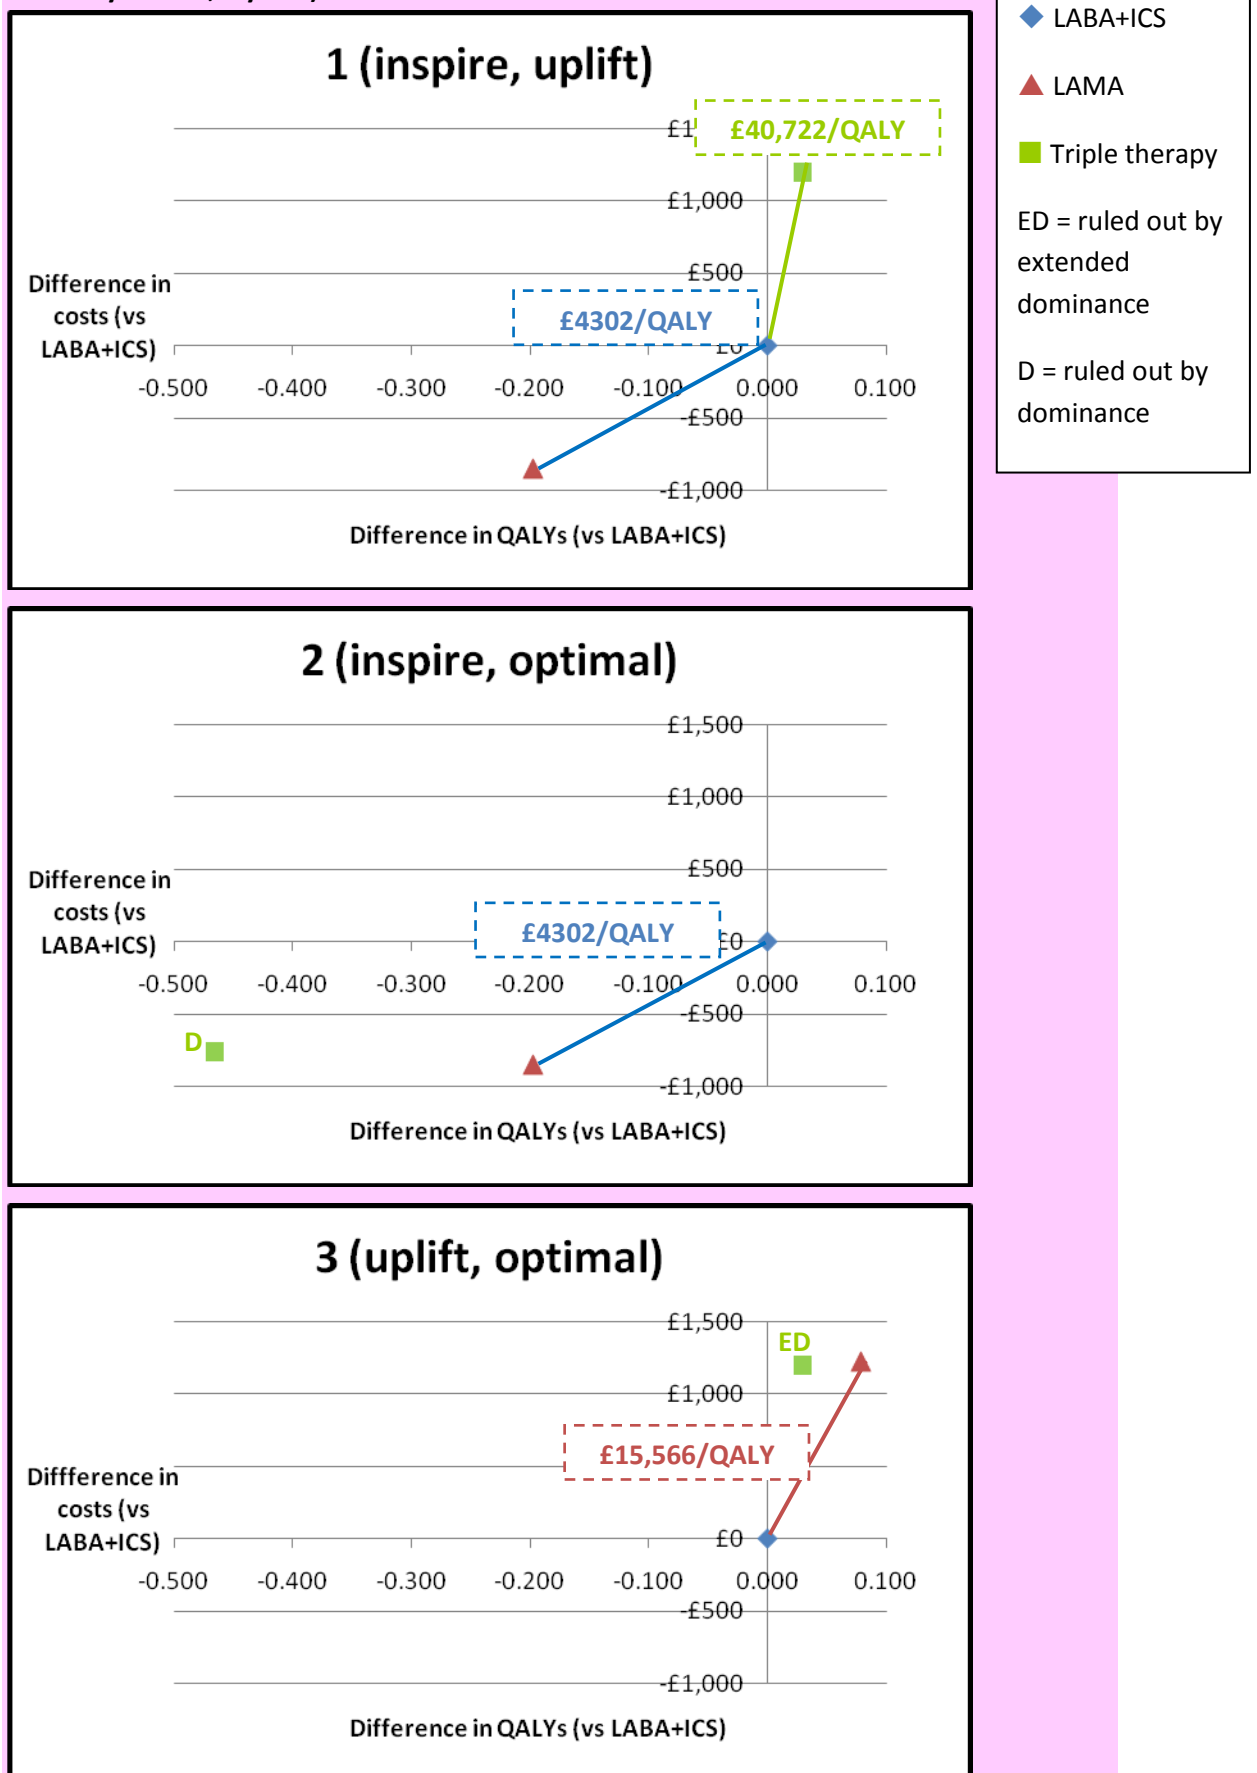 LABA+ICS
LAMA
Triple therapy
ED = ruled out by
extended
dominance
D = ruled out by
dominance
1 (inspire, uplift)
£1
£40,722/QALY
£1,000
£500
Difference in
costs (vs
LABA+ICS)
£4302/QALY
£0
-0.500 -0.400 -0.300 -0.200 -0.100 0.000 0.100
-£500
-£1,000
Difference in QALYs (vs LABA+ICS)
2 (inspire, optimal)
£1,500
£1,000
£500
Difference in
costs (vs
LABA+ICS)
£4302/QALY
£0
-0.500 -0.400 -0.300 -0.200 -0.100 0.000 0.100
-£500
D
-£1,000
Difference in QALYs (vs LABA+ICS)
3 (uplift, optimal)
£1,500
ED
£1,000
£15,566/QALY
Diffference in
costs (vs
LABA+ICS)
£0
-0.500 -0.400 -0.300 -0.200 -0.100 0.000 0.100
-£500
-£1,000
Difference in QALYs (vs LABA+ICS)